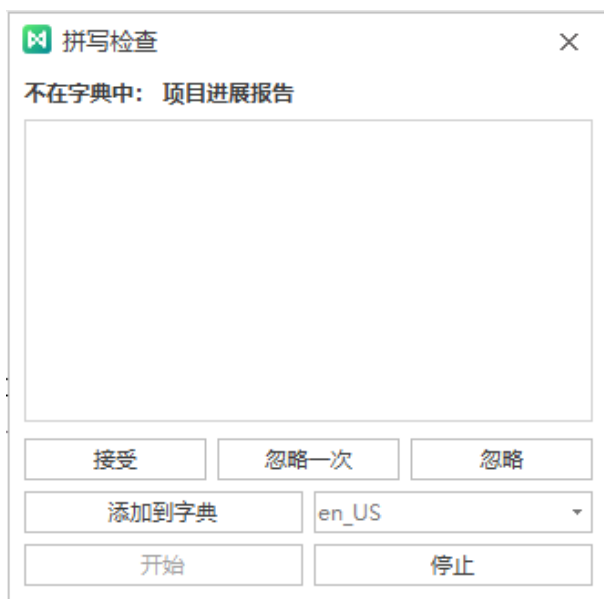 拼写检查
不在字典中： 项目进展报告
接受 忽略一次 忽略
添加到字典 en_US
开始 停止